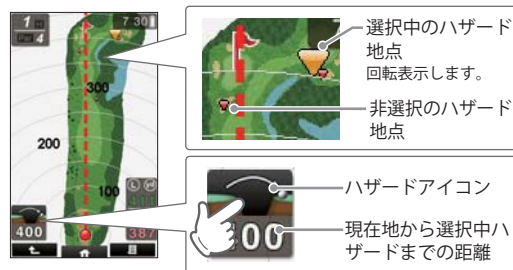 1
Par 4
7:30
300
200
100
400
387
選択中のハザード
地点
回転表示します。
非選択のハザード
地点
00
ハザードアイコン
現在地から選択中ハ
ザードまでの距離